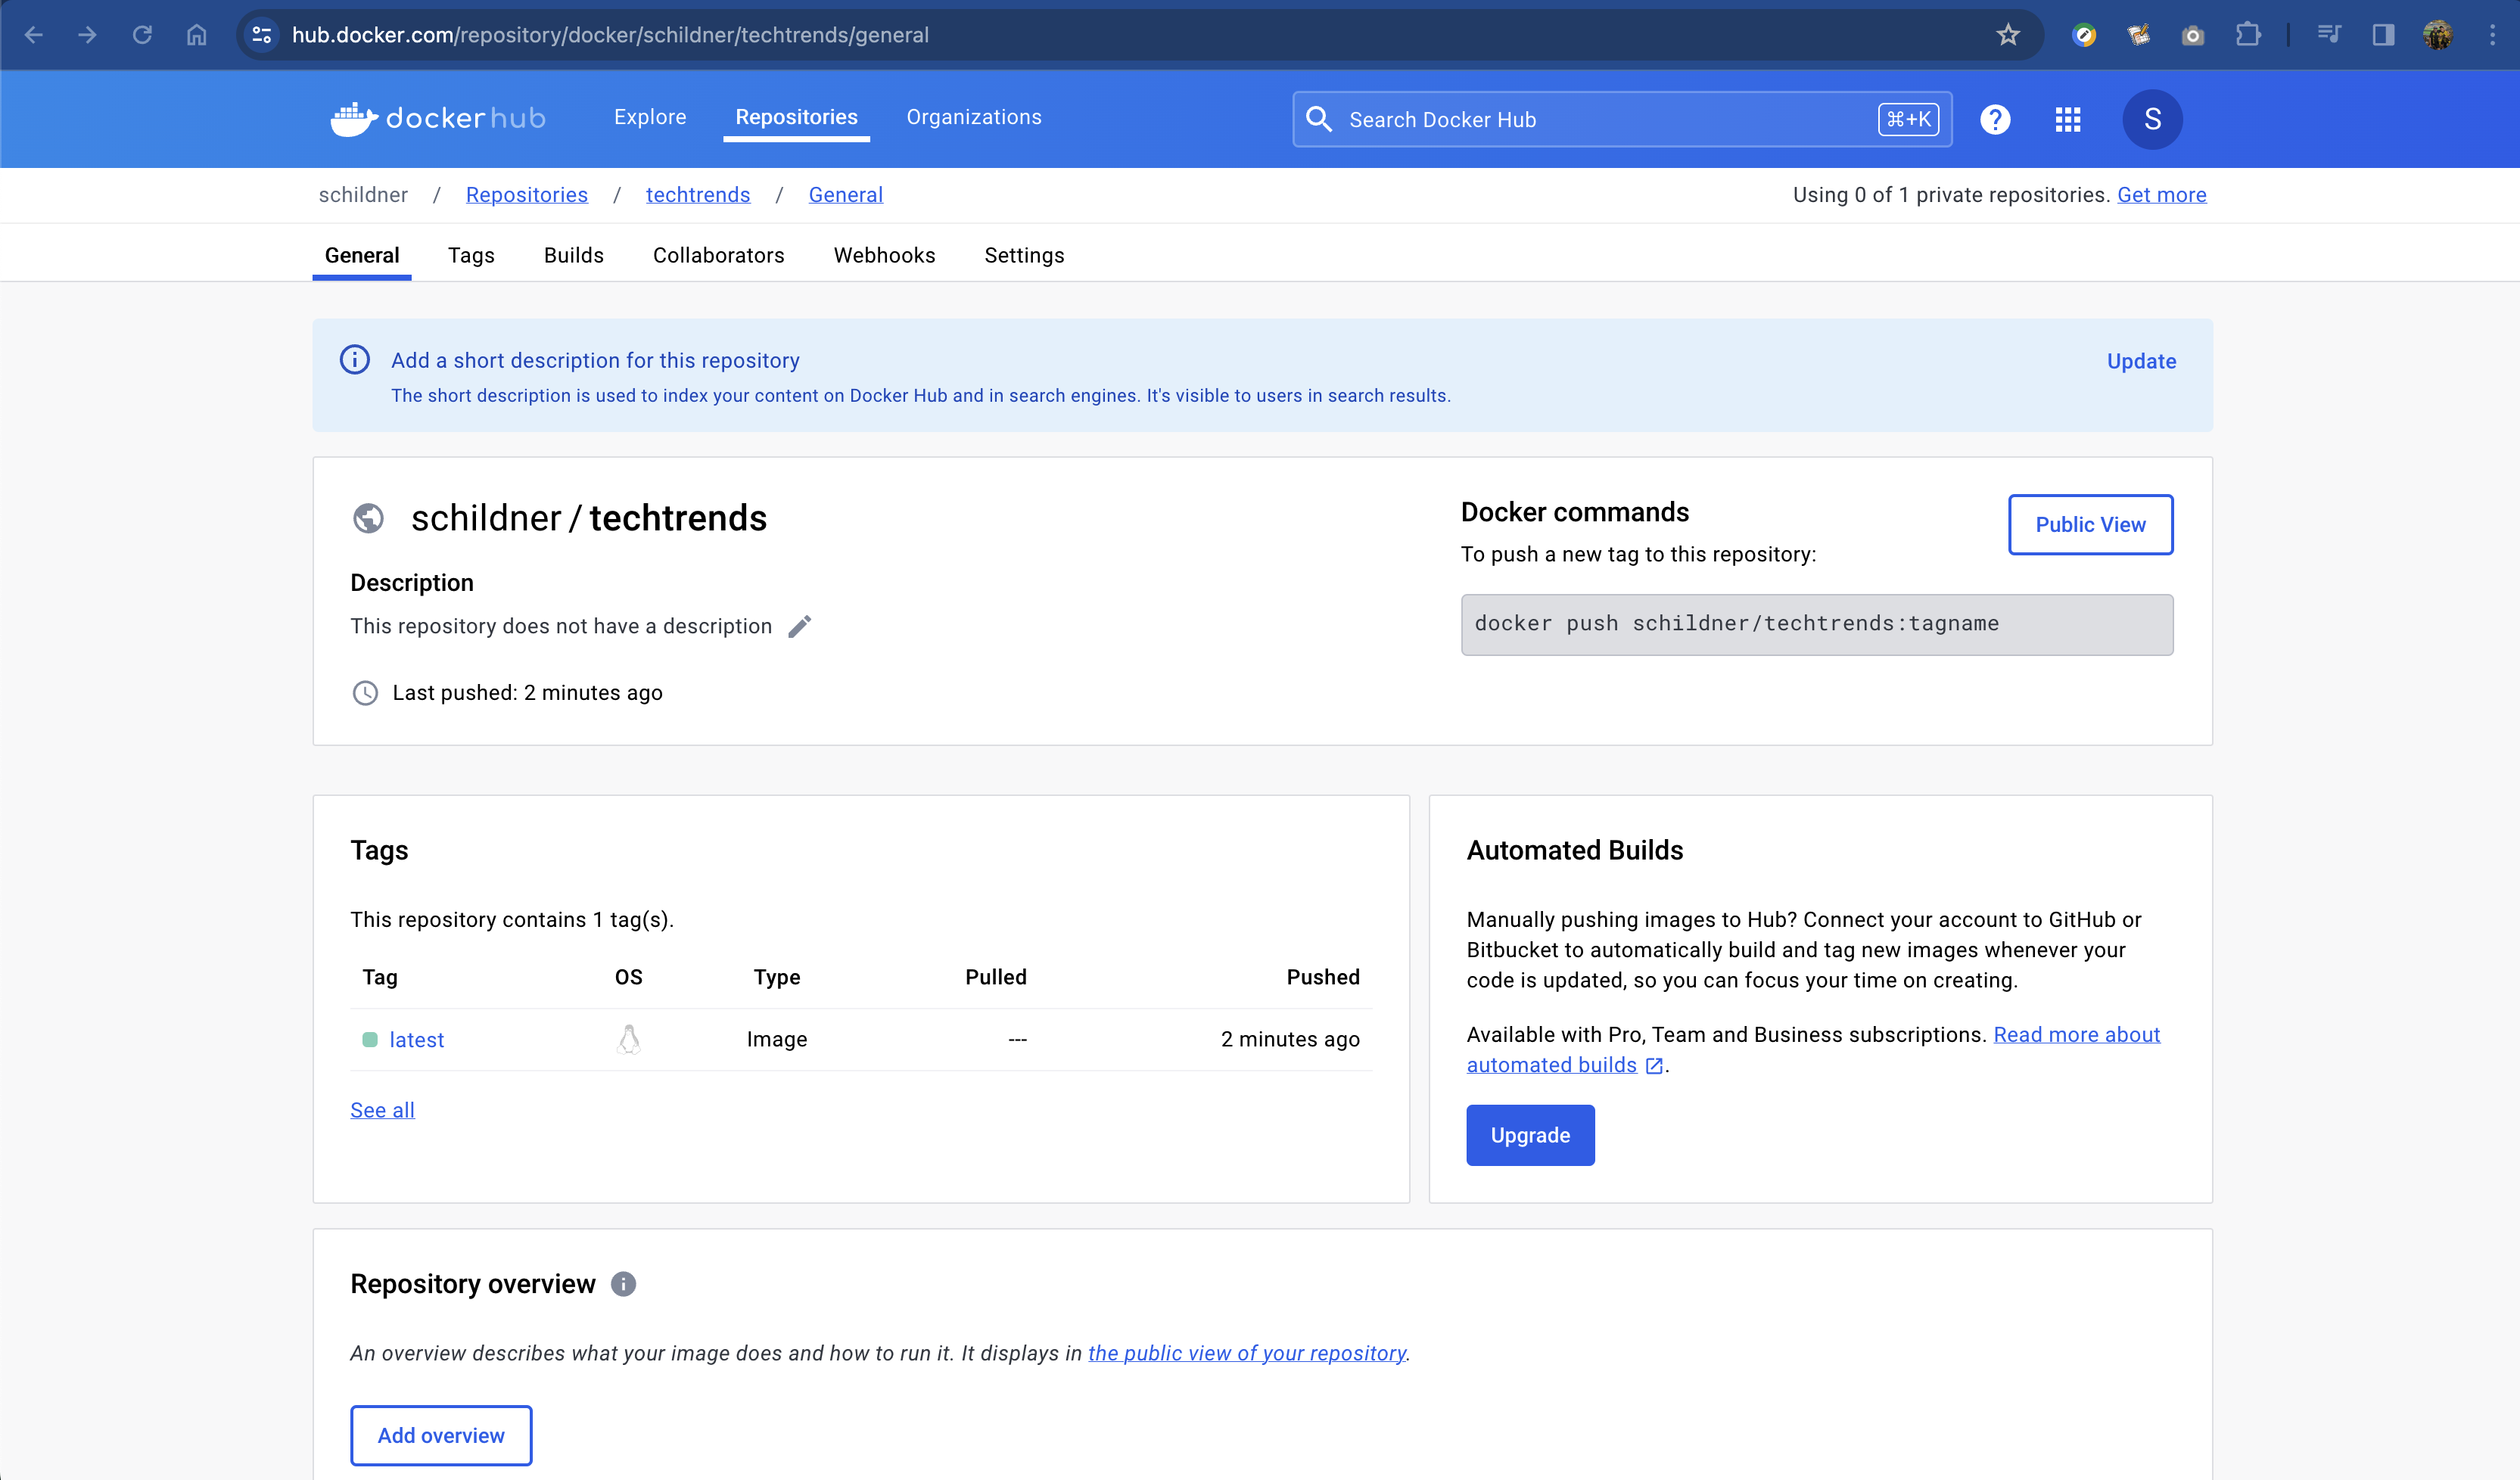 hub.docker.com/repository/docker/schildner/techtrends/general
docker hub
Explore
Repositories
Organizations
Search Docker Hub
⌘+K
S
schildner / Repositories / techtrends / General
Using 0 of 1 private repositories. Get more
General
Tags
Builds
Collaborators
Webhooks
Settings
Add a short description for this repository
Update
The short description is used to index your content on Docker Hub and in search engines. It's visible to users in search results.
schildner / techtrends
Description
This repository does not have a description
Last pushed: 2 minutes ago
Docker commands
Public View
To push a new tag to this repository:
docker push schildner/techtrends:tagname
Tags
This repository contains 1 tag(s).
Tag OS Type Pulled Pushed
latest Image --- 2 minutes ago
See all
Automated Builds
Manually pushing images to Hub? Connect your account to GitHub or
Bitbucket to automatically build and tag new images whenever your
code is updated, so you can focus your time on creating.
Available with Pro, Team and Business subscriptions. Read more about
automated builds .
Upgrade
Repository overview
An overview describes what your image does and how to run it. It displays in the public view of your repository.
Add overview